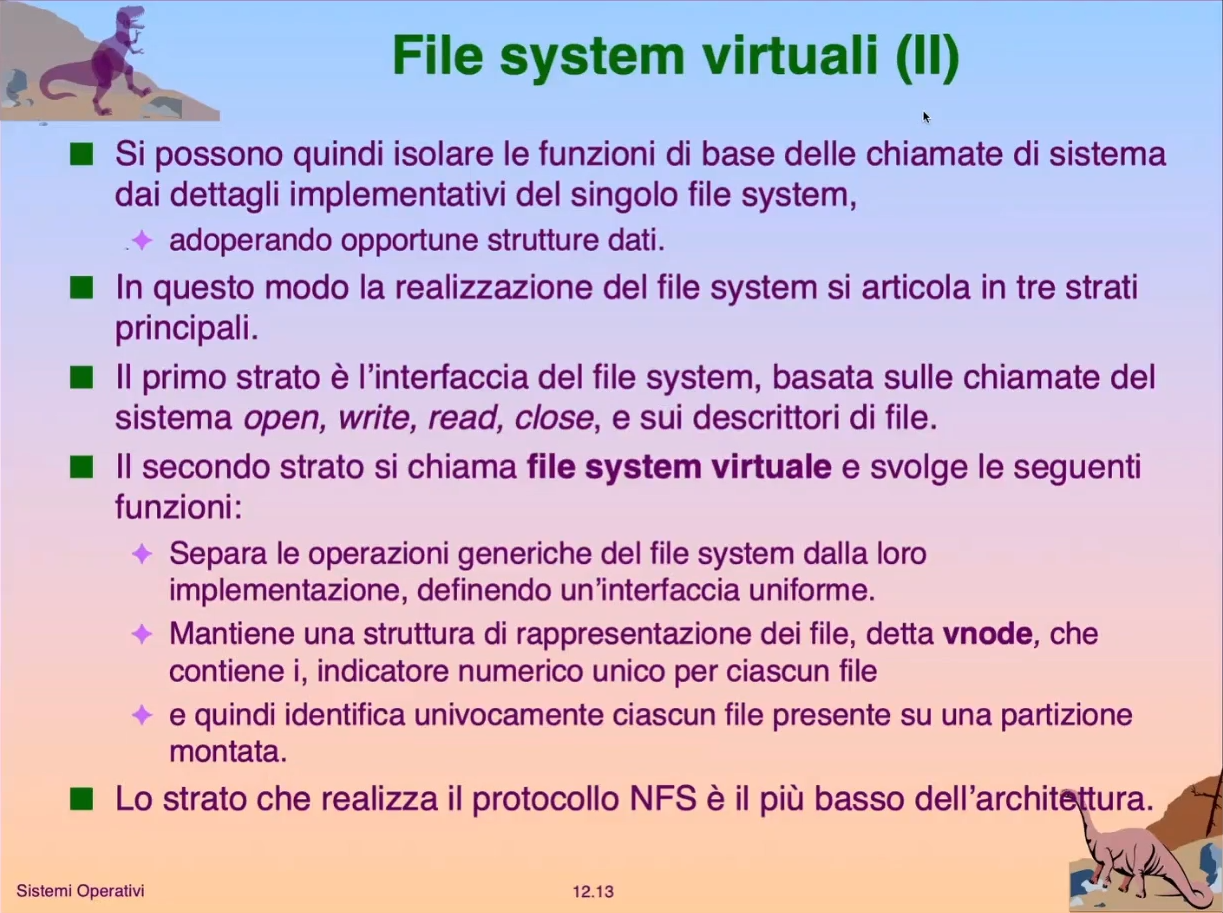 File system virtuali (II)
Si possono quindi isolare le funzioni di base delle chiamate di sistema
dai dettagli implementativi del singolo file system,
adoperando opportune strutture dati.
In questo modo la realizzazione del file system si articola in tre strati
principali.
Il primo strato è l'interfaccia del file system, basata sulle chiamate del
sistema open, write, read, close, e sui descrittori di file.
Il secondo strato si chiama file system virtuale e svolge le seguenti
funzioni:
Separa le operazioni generiche del file system dalla loro
implementazione, definendo un'interfaccia uniforme.
Mantiene una struttura di rappresentazione dei file, detta vnode, che
contiene i, indicatore numerico unico per ciascun file
e quindi identifica univocamente ciascun file presente su una partizione
montata.
Lo strato che realizza il protocollo NFS è il più basso dell'architettura.
Sistemi Operativi
12.13